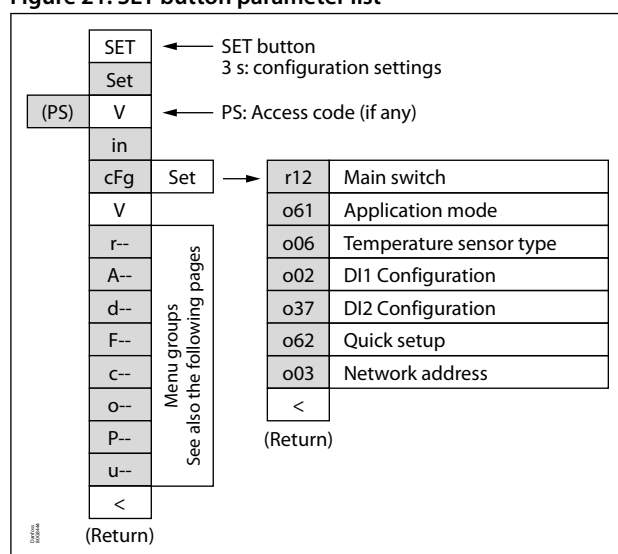 Figure 21: SET button parameter list
SET
SET button
3 s: configuration settings
Set
(PS)
V
PS: Access code (if any)
in
cFg
Set
r12 Main switch
V
o61 Application mode
r--
o06 Temperature sensor type
A--
o02 DI1 Configuration
d--
o37 DI2 Configuration
F--
o62 Quick setup
c--
o03 Network address
o--
<
P--
(Return)
u--
Menu groups
See also the following pages
<
(Return)
Danfoss